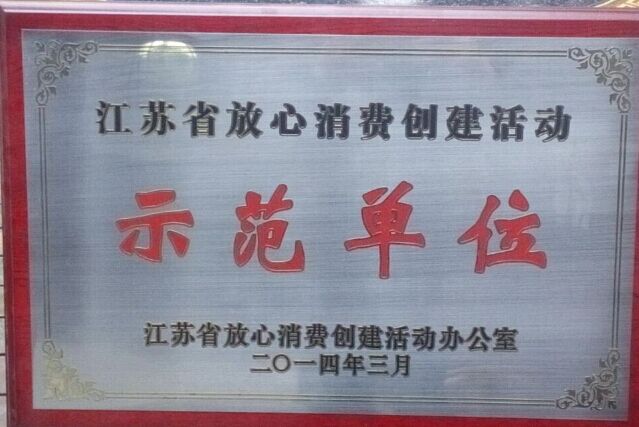 江苏省放心消费创建活动
示范单位
江苏省放心消费创建活动办公室
二〇一四年三月